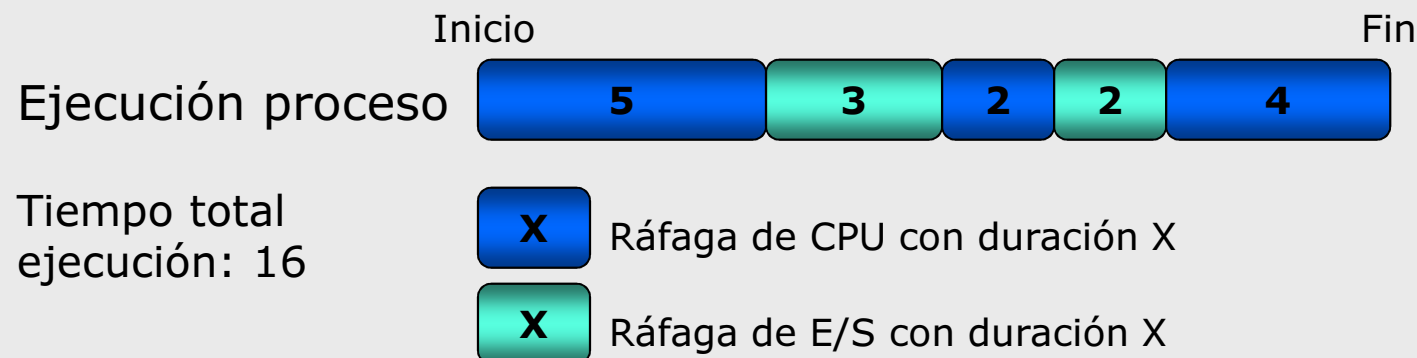 Inicio Fin
Ejecución proceso 5 3 2 2 4
Tiempo total
ejecución: 16
X Ráfaga de CPU con duración X
X Ráfaga de E/S con duración X